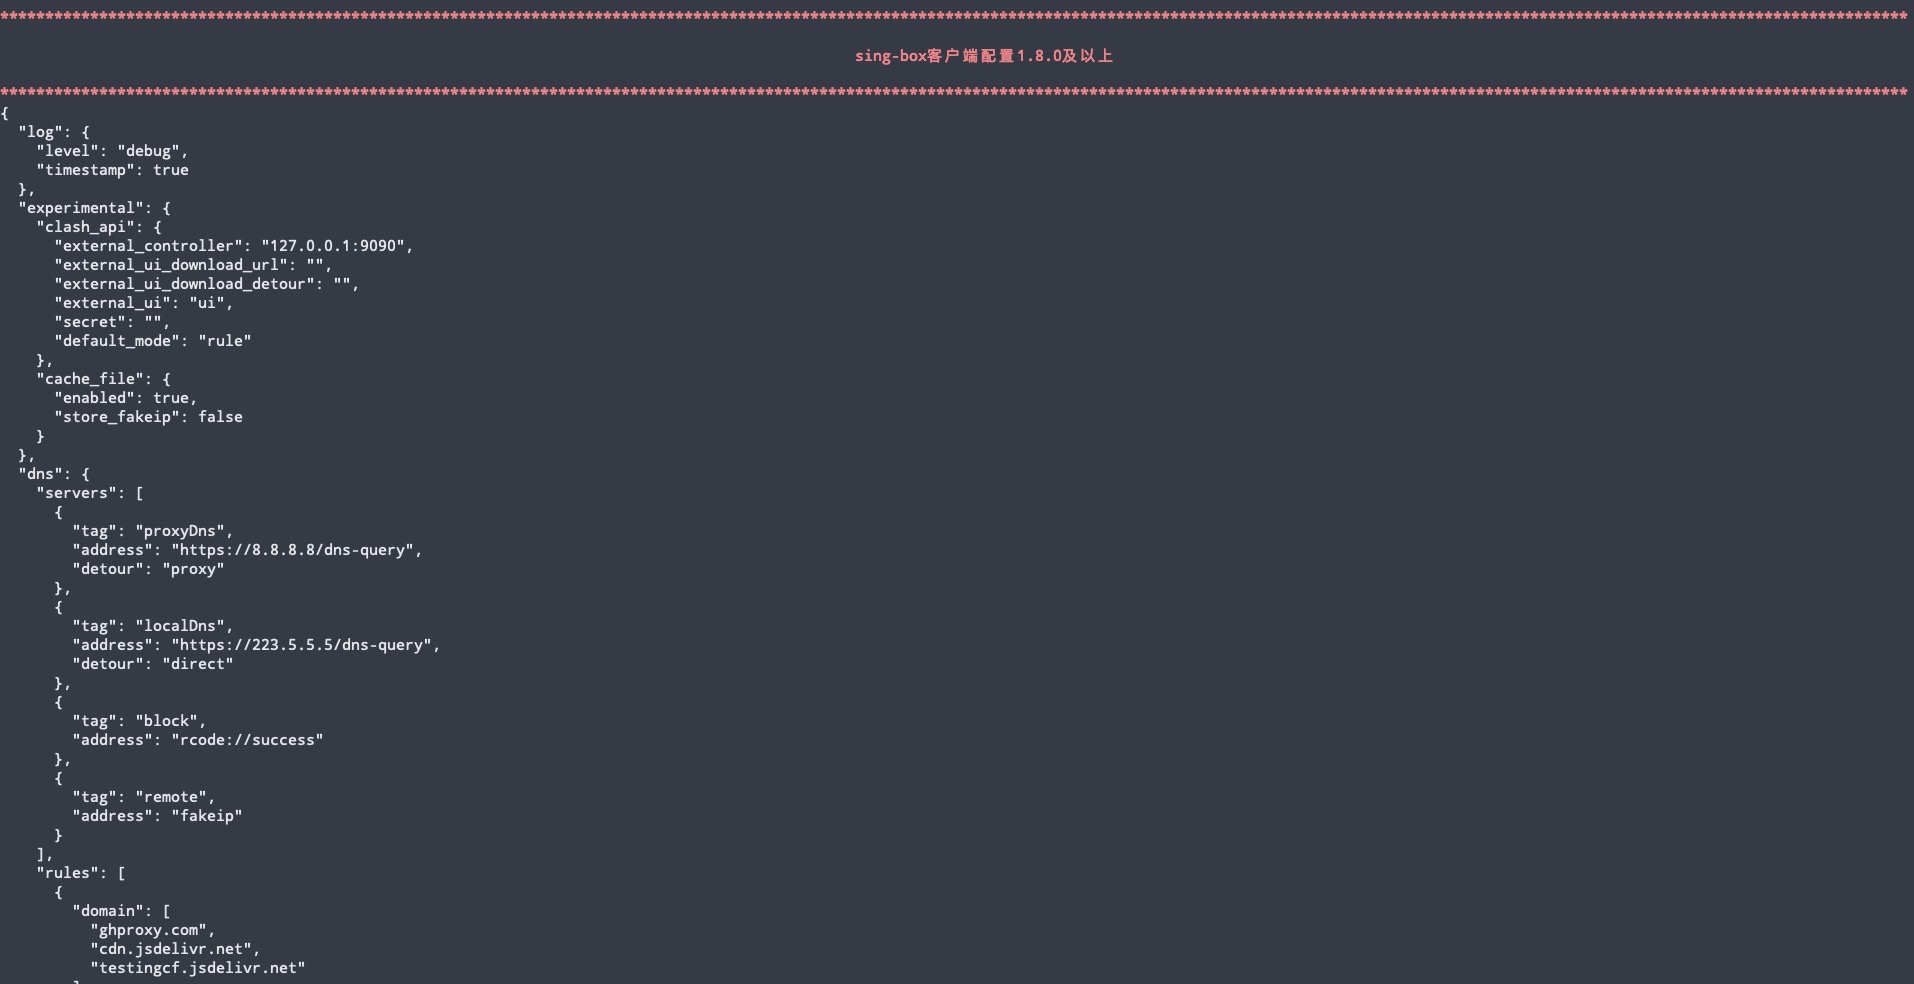 ********************************************************************************************************************************************************************************************************************
sing-box客户端配置1.8.0及以上
********************************************************************************************************************************************************************************************************************
{
  "log": {
    "level": "debug",
    "timestamp": true
  },
  "experimental": {
    "clash_api": {
      "external_controller": "127.0.0.1:9090",
      "external_ui_download_url": "",
      "external_ui_download_detour": "",
      "external_ui": "ui",
      "secret": "",
      "default_mode": "rule"
    },
    "cache_file": {
      "enabled": true,
      "store_fakeip": false
    }
  },
  "dns": {
    "servers": [
      {
        "tag": "proxyDns",
        "address": "https://8.8.8.8/dns-query",
        "detour": "proxy"
      },
      {
        "tag": "localDns",
        "address": "https://223.5.5.5/dns-query",
        "detour": "direct"
      },
      {
        "tag": "block",
        "address": "rcode://success"
      },
      {
        "tag": "remote",
        "address": "fakeip"
      }
    ],
    "rules": [
      {
        "domain": [
          "ghproxy.com",
          "cdn.jsdelivr.net",
          "testingcf.jsdelivr.net"